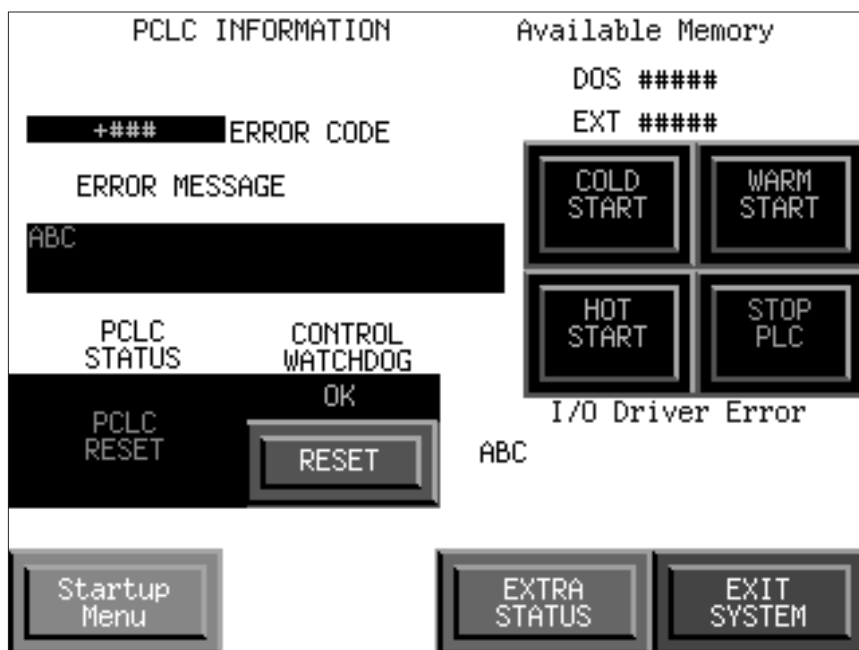 PCLC INFORMATION
Available Memory
DOS #####
EXT #####
+### ERROR CODE
ERROR MESSAGE
ABC
COLD
START
WARM
START
HOT
START
STOP
PLC
PCLC
STATUS
CONTROL
WATCHDOG
PCLC
RESET
OK
RESET
I/O Driver Error
ABC
Startup
Menu
EXTRA
STATUS
EXIT
SYSTEM